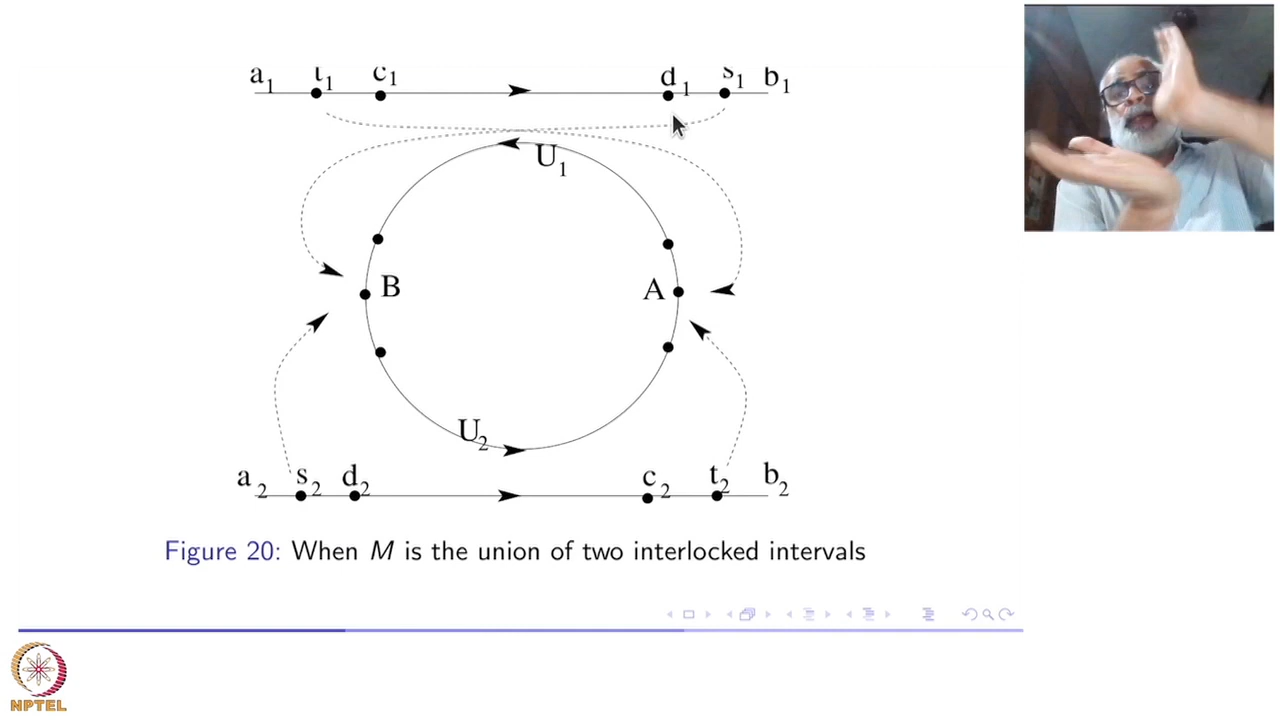 a₁ t₁ c₁ d₁ s₁ b₁
U₁
B A
U₂
a₂ s₂ d₂ c₂ t₂ b₂
Figure 20: When M is the union of two interlocked intervals
NPTEL